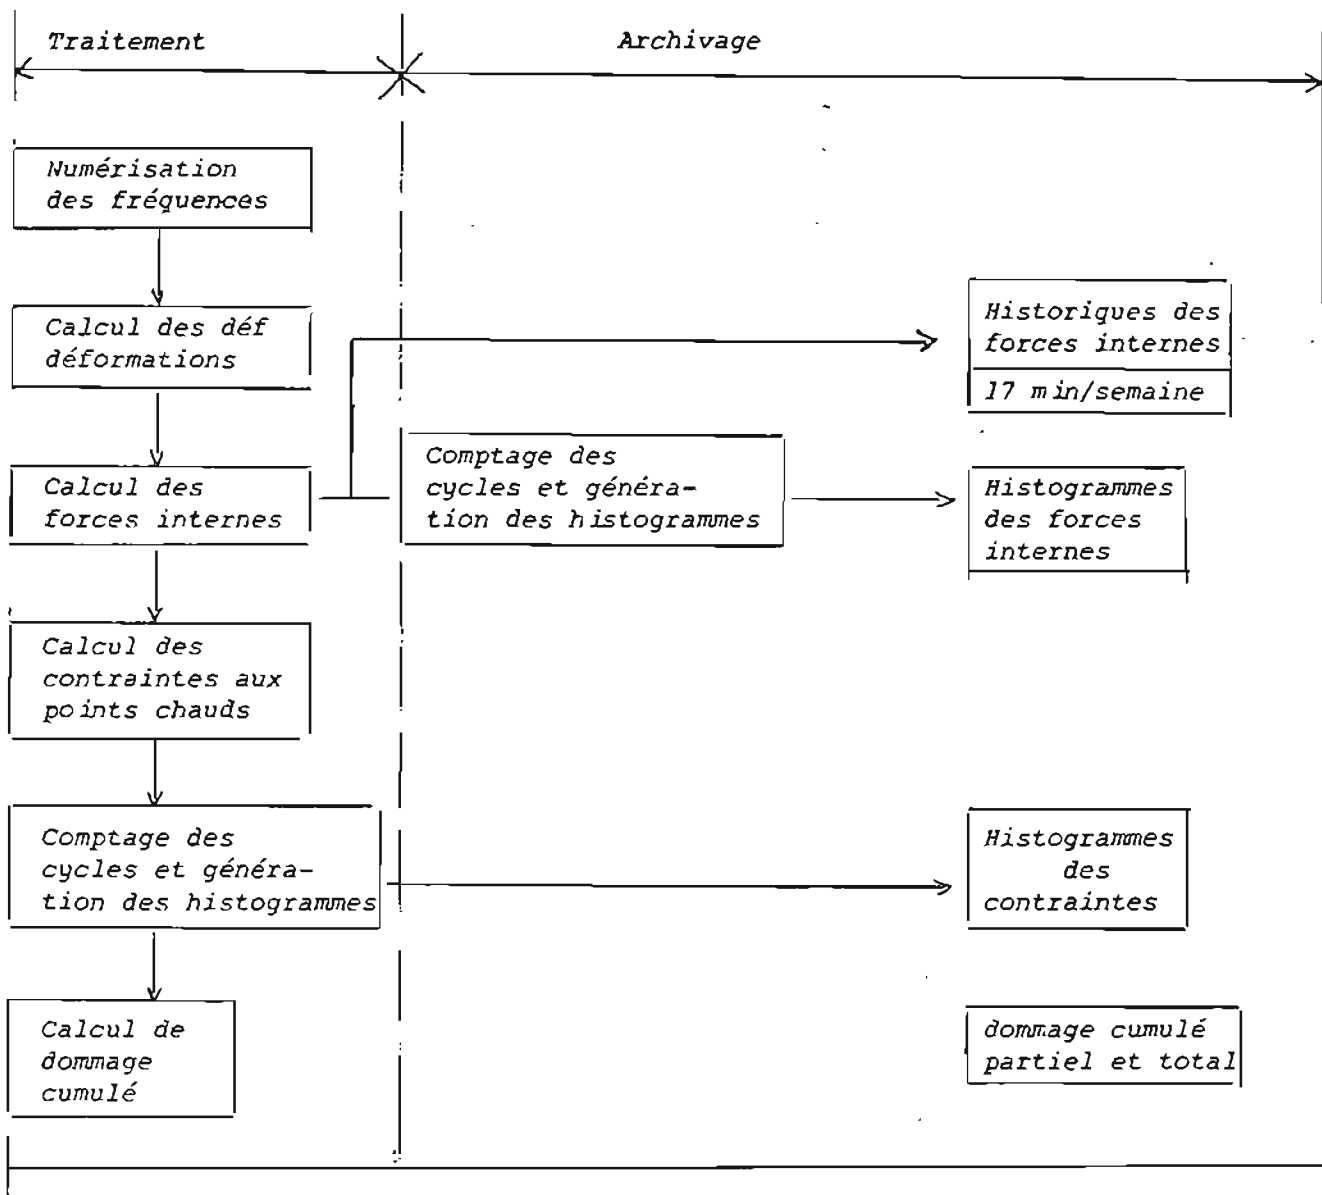 Traitement
Archivage
Numérisation
des fréquences
Calcul des déf
déformations
Historiques des
forces internes
17 min/semaine
Calcul des
forces internes
Comptage des
cycles et généra-
tion des histogrammes
Histogrammes
des forces
internes
Calcul des
contraintes aux
points chauds
Comptage des
cycles et généra-
tion des histogrammes
Histogrammes
des
contraintes
Calcul de
dommage
cumulé
dommage cumulé
partiel et total